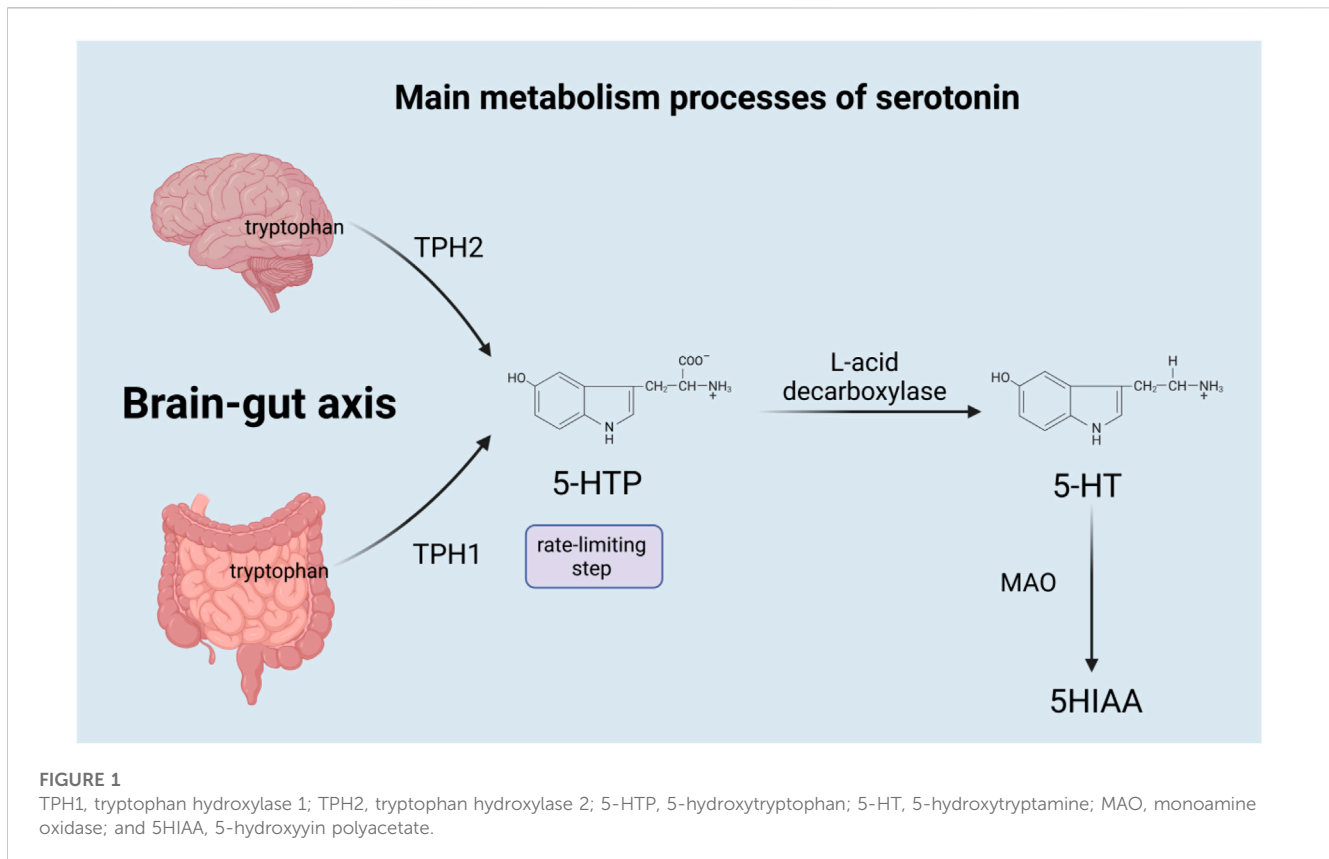 Main metabolism processes of serotonin
tryptophan
TPH2
Brain-gut axis
tryptophan
TPH1
HO
N
H
CH₂—CH—NH₃
COO⁻
+
5-HTP
rate-limiting
step
L-acid
decarboxylase
HO
N
H
CH₂—CH—NH₃
H
+
5-HT
MAO
5HIAA
FIGURE 1
TPH1, tryptophan hydroxylase 1; TPH2, tryptophan hydroxylase 2; 5-HTP, 5-hydroxytryptophan; 5-HT, 5-hydroxytryptamine; MAO, monoamine
oxidase; and 5HIAA, 5-hydroxyyin polyacetate.